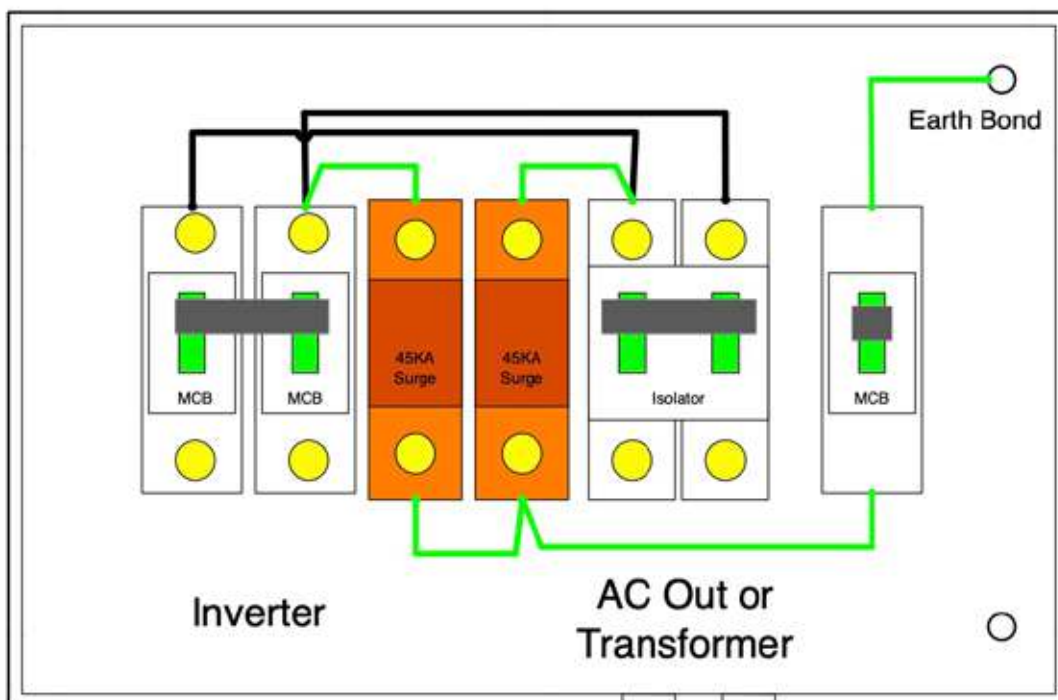 Earth Bond
MCB
MCB
45KA
Surge
45KA
Surge
Isolator
MCB
Inverter
AC Out or
Transformer